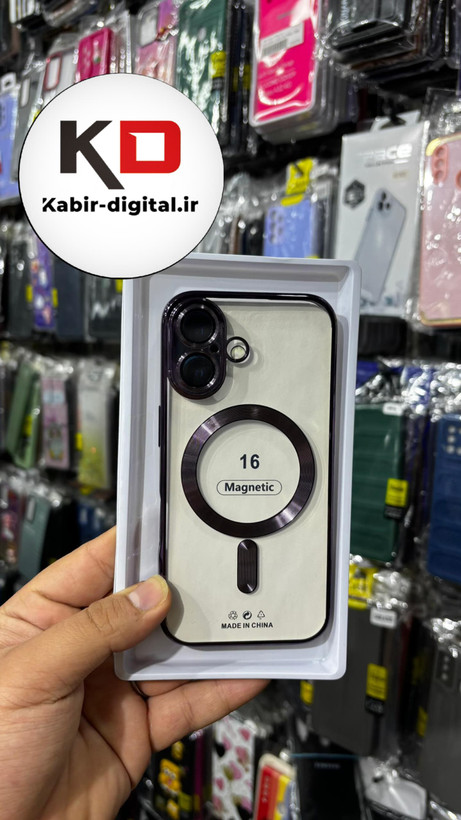 KD
Kabir-digital.ir
16
Magnetic
MADE IN CHINA